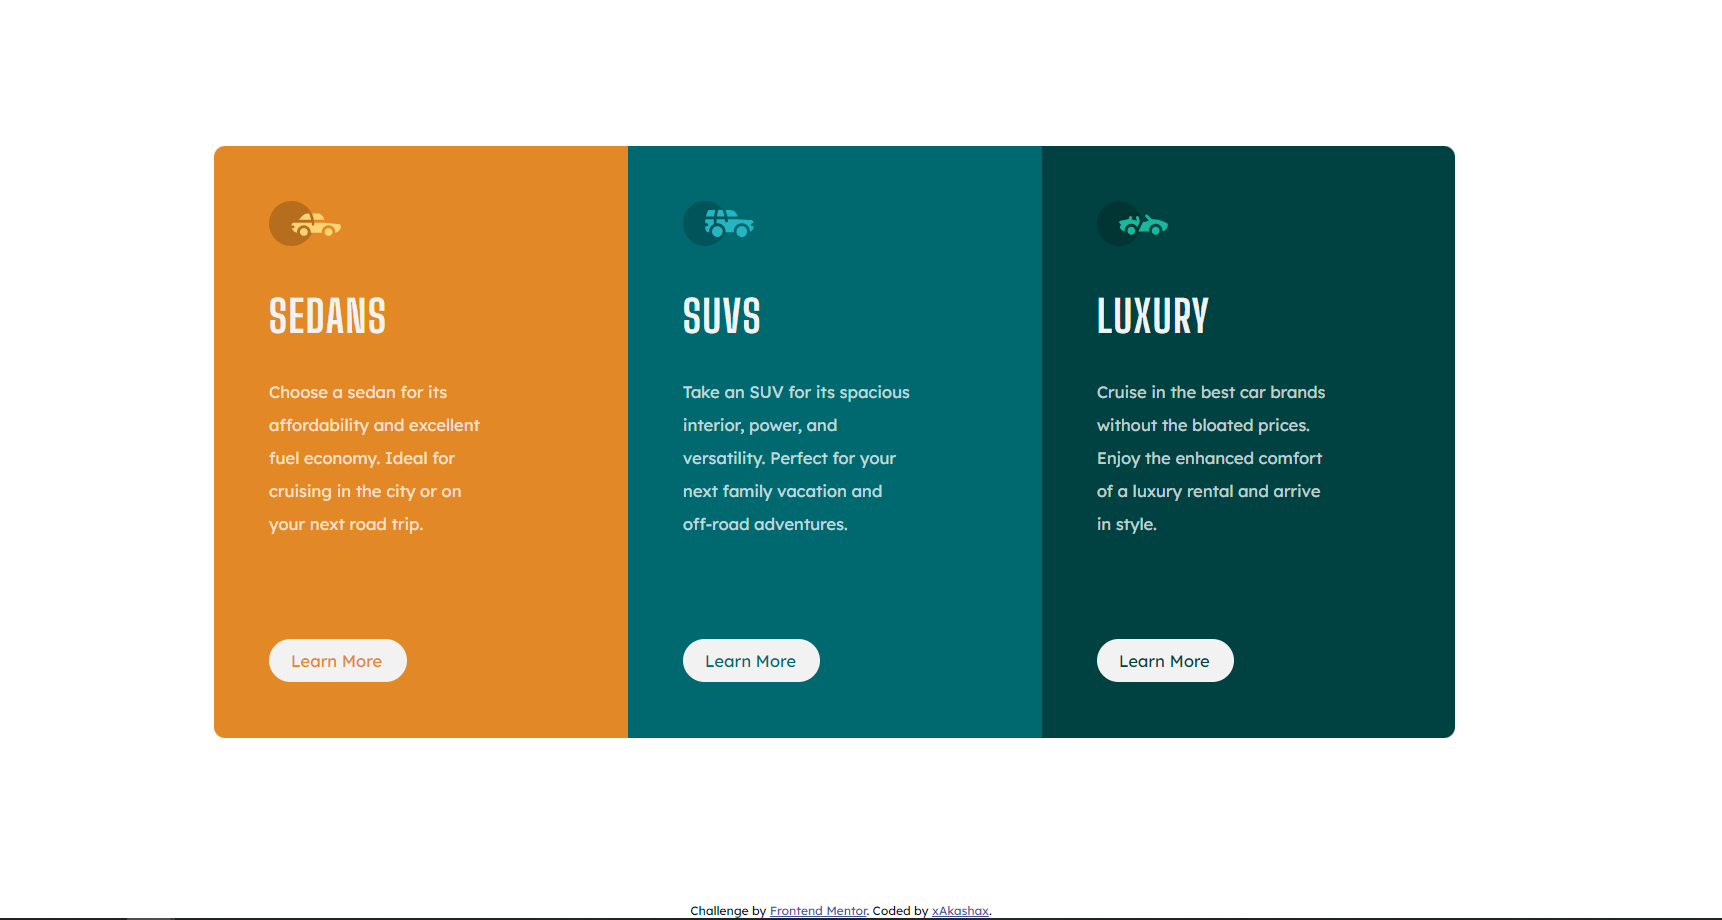 SEDANS
Choose a sedan for its
affordability and excellent
fuel economy. Ideal for
cruising in the city or on
your next road trip.
Learn More
SUVS
Take an SUV for its spacious
interior, power, and
versatility. Perfect for your
next family vacation and
off-road adventures.
Learn More
LUXURY
Cruise in the best car brands
without the bloated prices.
Enjoy the enhanced comfort
of a luxury rental and arrive
in style.
Learn More
Challenge by Frontend Mentor. Coded by xAkashax.